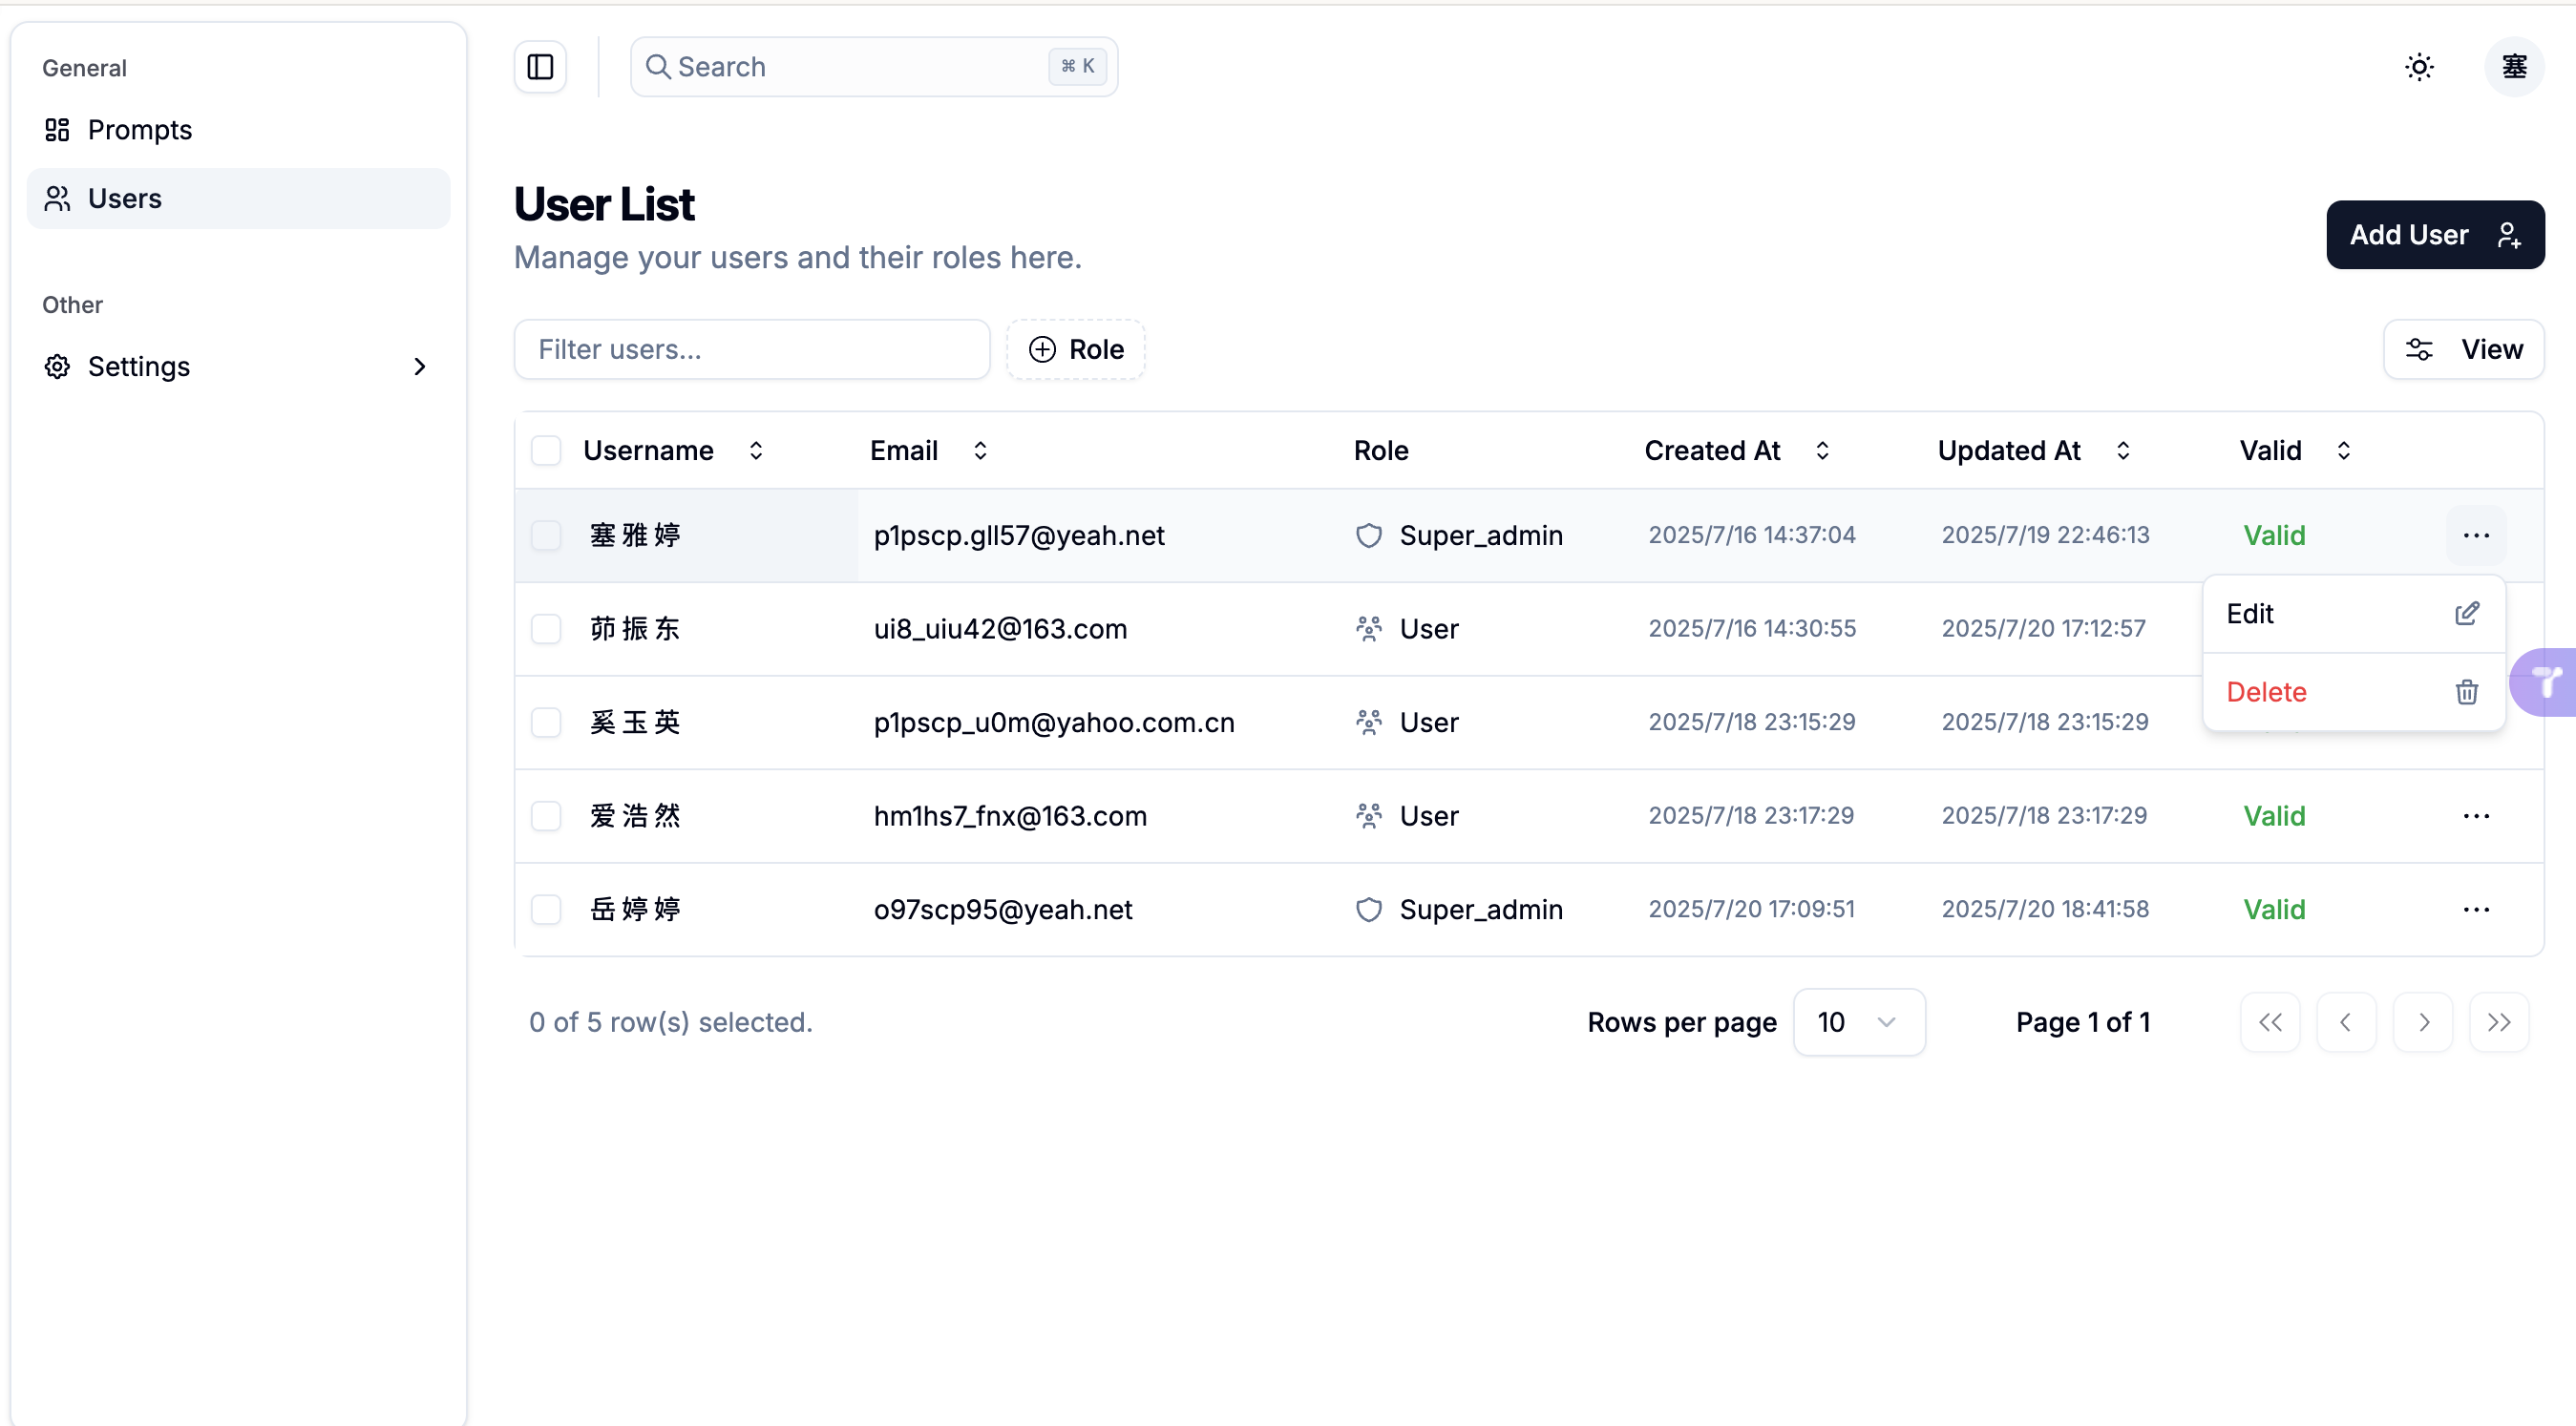 General
Prompts
Users
Other
Settings
Search ⌘ K
塞
User List
Manage your users and their roles here.
Add User
Filter users...
Role
View
Username Email Role Created At Updated At Valid
塞雅婷 p1pscp.gll57@yeah.net Super_admin 2025/7/16 14:37:04 2025/7/19 22:46:13 Valid ...
茆振东 ui8_uiu42@163.com User 2025/7/16 14:30:55 2025/7/20 17:12:57
Edit
奚玉英 p1pscp_u0m@yahoo.com.cn User 2025/7/18 23:15:29 2025/7/18 23:15:29
Delete
爱浩然 hm1hs7_fnx@163.com User 2025/7/18 23:17:29 2025/7/18 23:17:29 Valid ...
岳婷婷 o97scp95@yeah.net Super_admin 2025/7/20 17:09:51 2025/7/20 18:41:58 Valid ...
0 of 5 row(s) selected.
Rows per page 10
Page 1 of 1